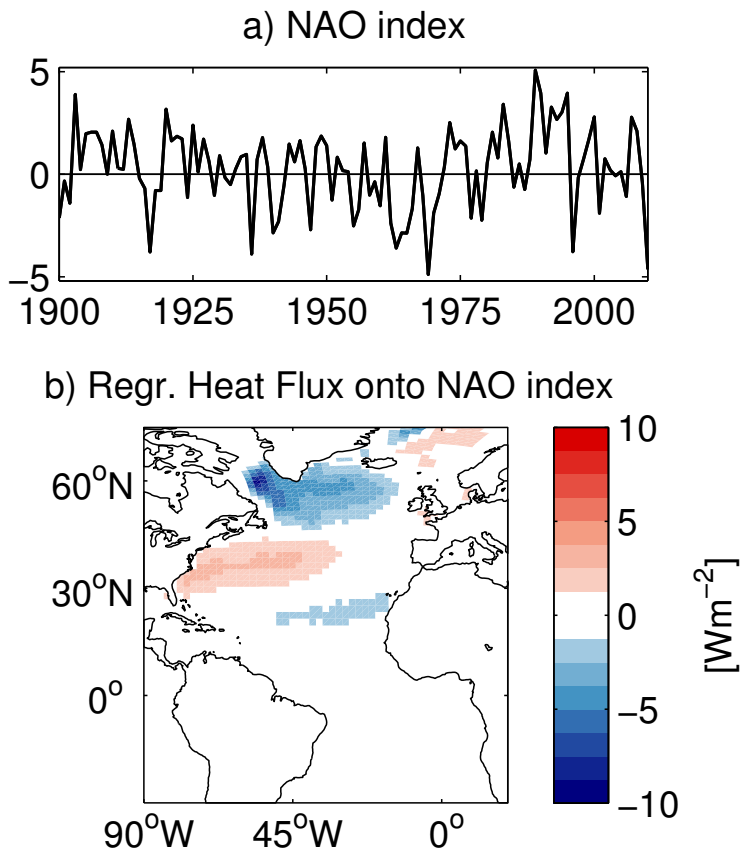 a) NAO index
5
0
−5
1900 1925 1950 1975 2000
b) Regr. Heat Flux onto NAO index
60°N
30°N
0°
90°W 45°W 0°
10
5
0
−5
−10
[Wm⁻²]